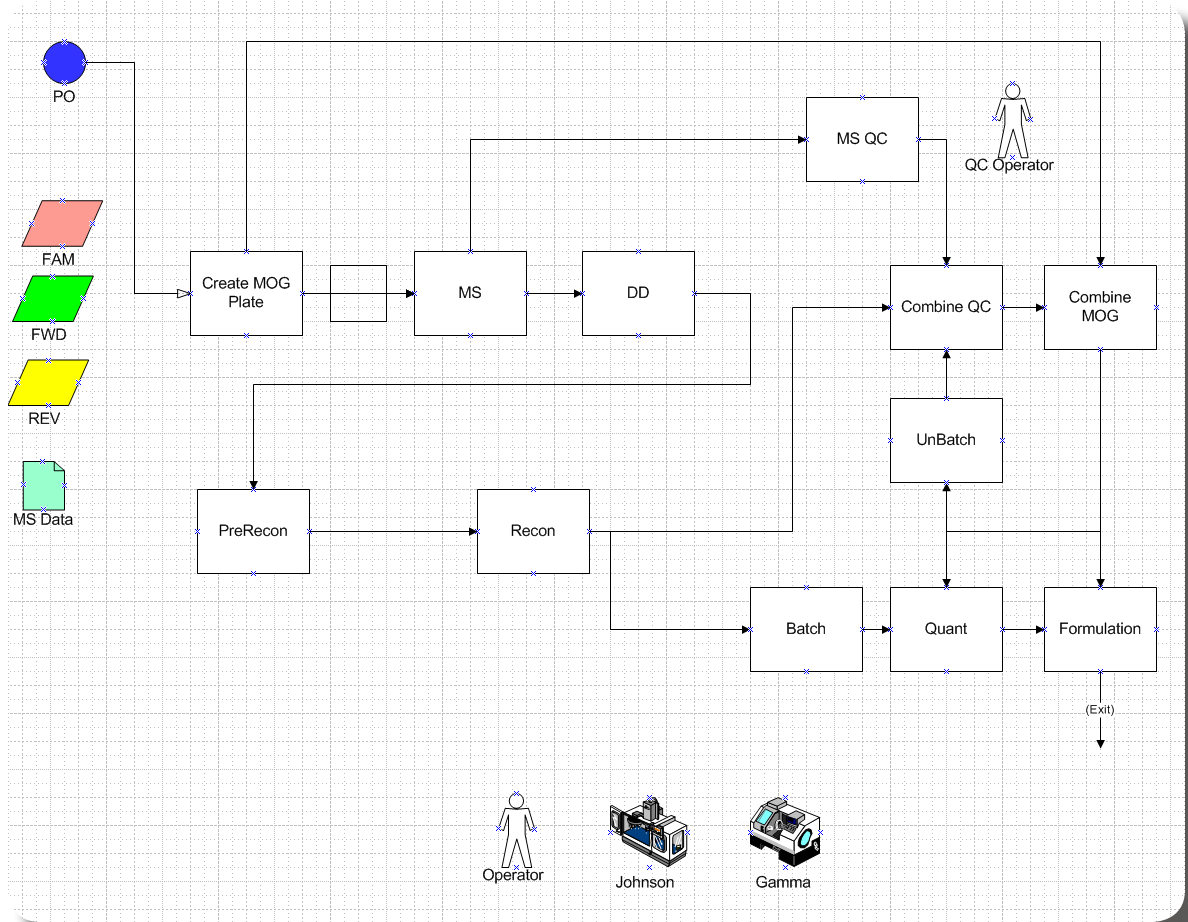 PO
MS QC
QC Operator
FAM
Create MOG
Plate
MS
DD
Combine QC
Combine
MOG
FWD
REV
UnBatch
MS Data
PreRecon
Recon
Batch
Quant
Formulation
(Exit)
Operator
Johnson
Gamma